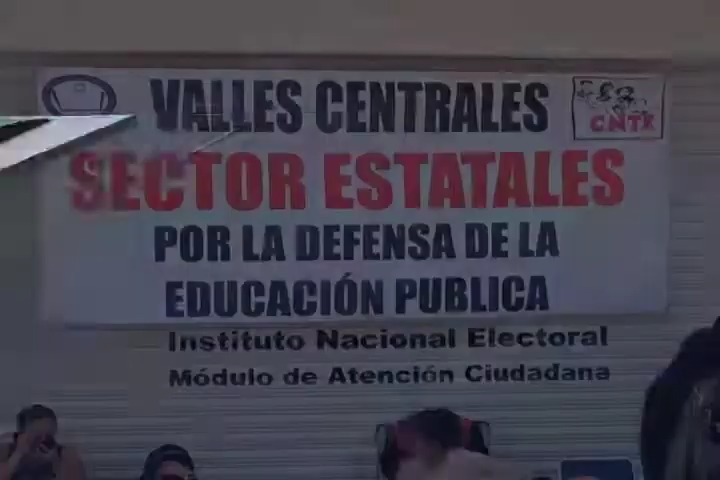 VALLES CENTRALES
CNTE
SECTOR ESTATALES
POR LA DEFENSA DE LA
EDUCACIÓN PUBLICA
Instituto Nacional Electoral
Módulo de Atención Ciudadana